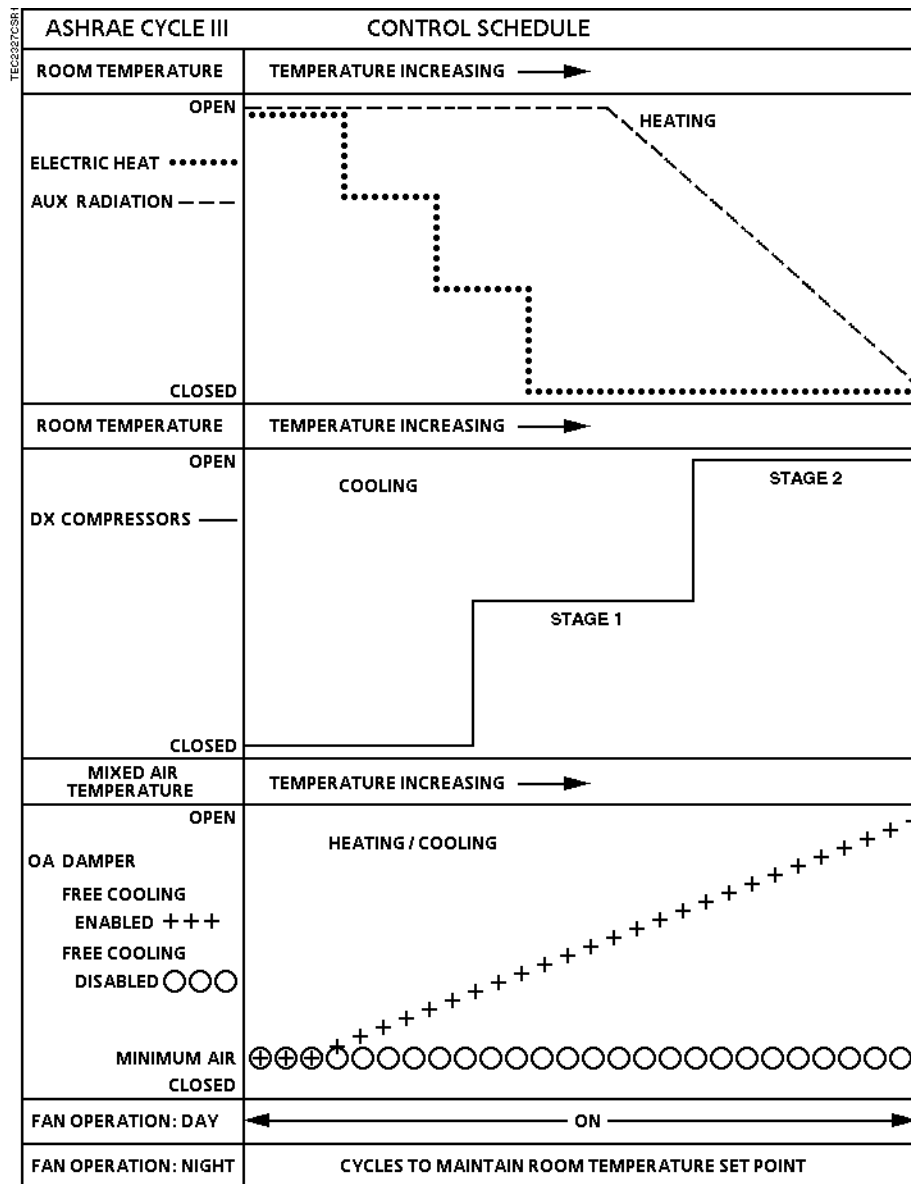 TEC2327CSR1
ASHRAE CYCLE III CONTROL SCHEDULE
ROOM TEMPERATURE TEMPERATURE INCREASING
OPEN
HEATING
ELECTRIC HEAT
AUX RADIATION
CLOSED
ROOM TEMPERATURE TEMPERATURE INCREASING
OPEN
COOLING
STAGE 2
DX COMPRESSORS
STAGE 1
CLOSED
MIXED AIR
TEMPERATURE
TEMPERATURE INCREASING
OPEN
HEATING / COOLING
OA DAMPER
FREE COOLING
ENABLED
FREE COOLING
DISABLED
MINIMUM AIR
CLOSED
FAN OPERATION: DAY ON
FAN OPERATION: NIGHT CYCLES TO MAINTAIN ROOM TEMPERATURE SET POINT